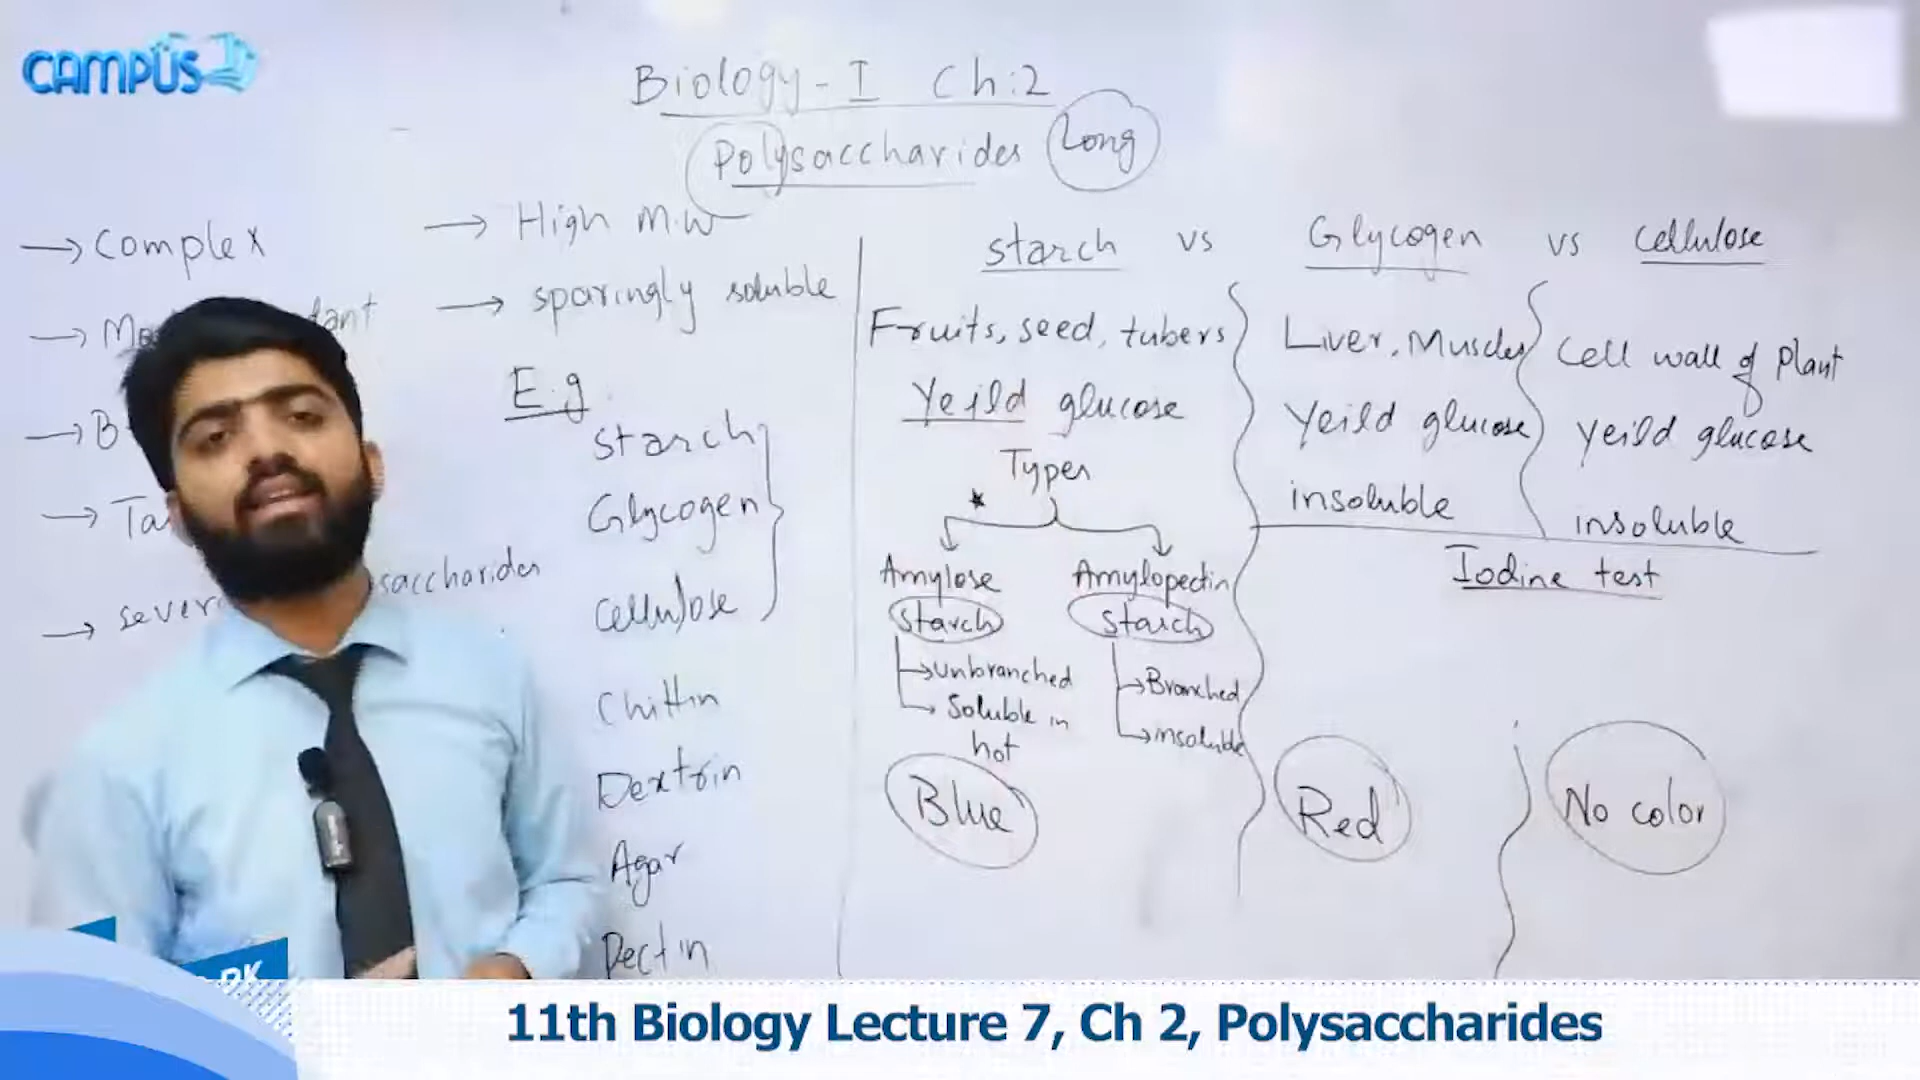 CAMPUS
Biology-I Ch:2
Polysaccharides Long
→ Complex
→ High m.w
→ sparingly soluble
E.g.
starch
Glycogen
Cellulose
Chittin
Dextrin
Agar
Pectin
saccharides
starch vs Glycogen vs cellulose
Fruits, seed, tubers
Yeild glucose
Types
Amylose
starch
→ unbranched
→ Soluble in
hot
Amylopectin
starch
→ Branched
→ insoluble
Blue
Liver, Muscles
Yeild glucose
insoluble
Cell wall of Plant
Yeild glucose
insoluble
Iodine test
Red
No color
11th Biology Lecture 7, Ch 2, Polysaccharides